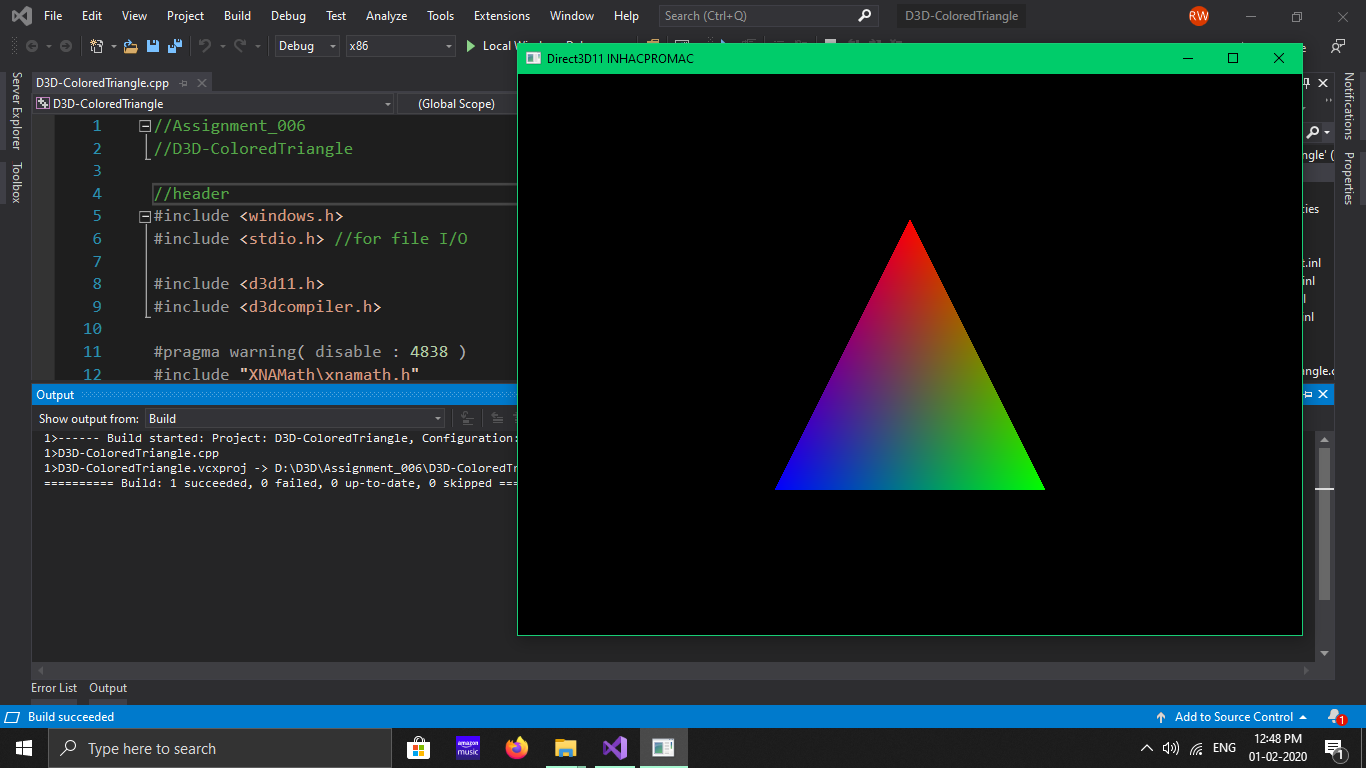 File Edit View Project Build Debug Test Analyze Tools Extensions Window Help Search (Ctrl+Q) D3D-ColoredTriangle RW
Debug x86 Local
Direct3D11 INHACPROMAC
Server Explorer
Toolbox
Notifications
Properties
D3D-ColoredTriangle.cpp
D3D-ColoredTriangle (Global Scope)
1 //Assignment_006
2 //D3D-ColoredTriangle
3
4 //header
5 #include <windows.h>
6 #include <stdio.h> //for file I/O
7
8 #include <d3d11.h>
9 #include <d3dcompiler.h>
10
11 #pragma warning( disable : 4838 )
12 #include "XNAMath\xnamath.h"
Output
Show output from: Build
1>------ Build started: Project: D3D-ColoredTriangle, Configuration:
1>D3D-ColoredTriangle.cpp
1>D3D-ColoredTriangle.vcxproj -> D:\D3D\Assignment_006\D3D-ColoredTr
========== Build: 1 succeeded, 0 failed, 0 up-to-date, 0 skipped ===
Error List Output
Build succeeded Add to Source Control 1
Type here to search
amazon music
ENG
12:48 PM
01-02-2020
1